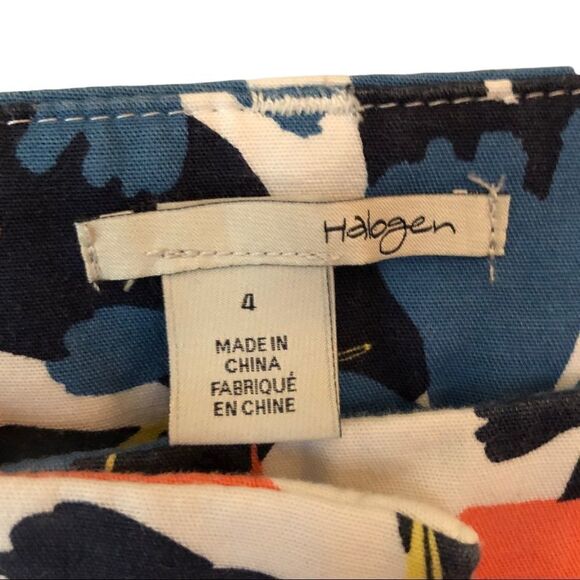 Halogen
4
MADE IN
CHINA
FABRIQUÉ
EN CHINE